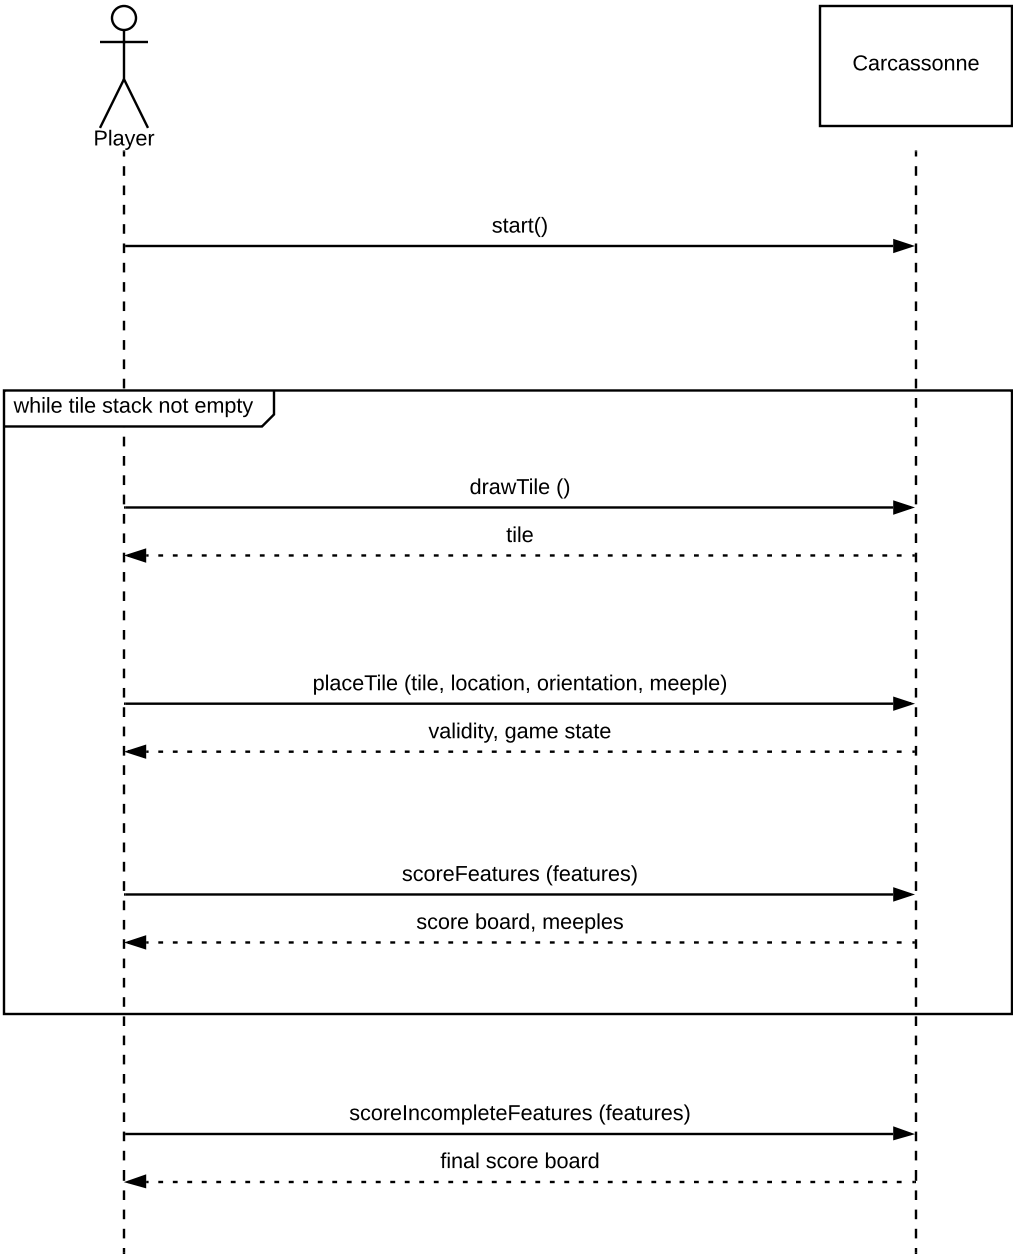 Carcassonne
Player
start()
while tile stack not empty
drawTile ()
tile
placeTile (tile, location, orientation, meeple)
validity, game state
scoreFeatures (features)
score board, meeples
scoreIncompleteFeatures (features)
final score board